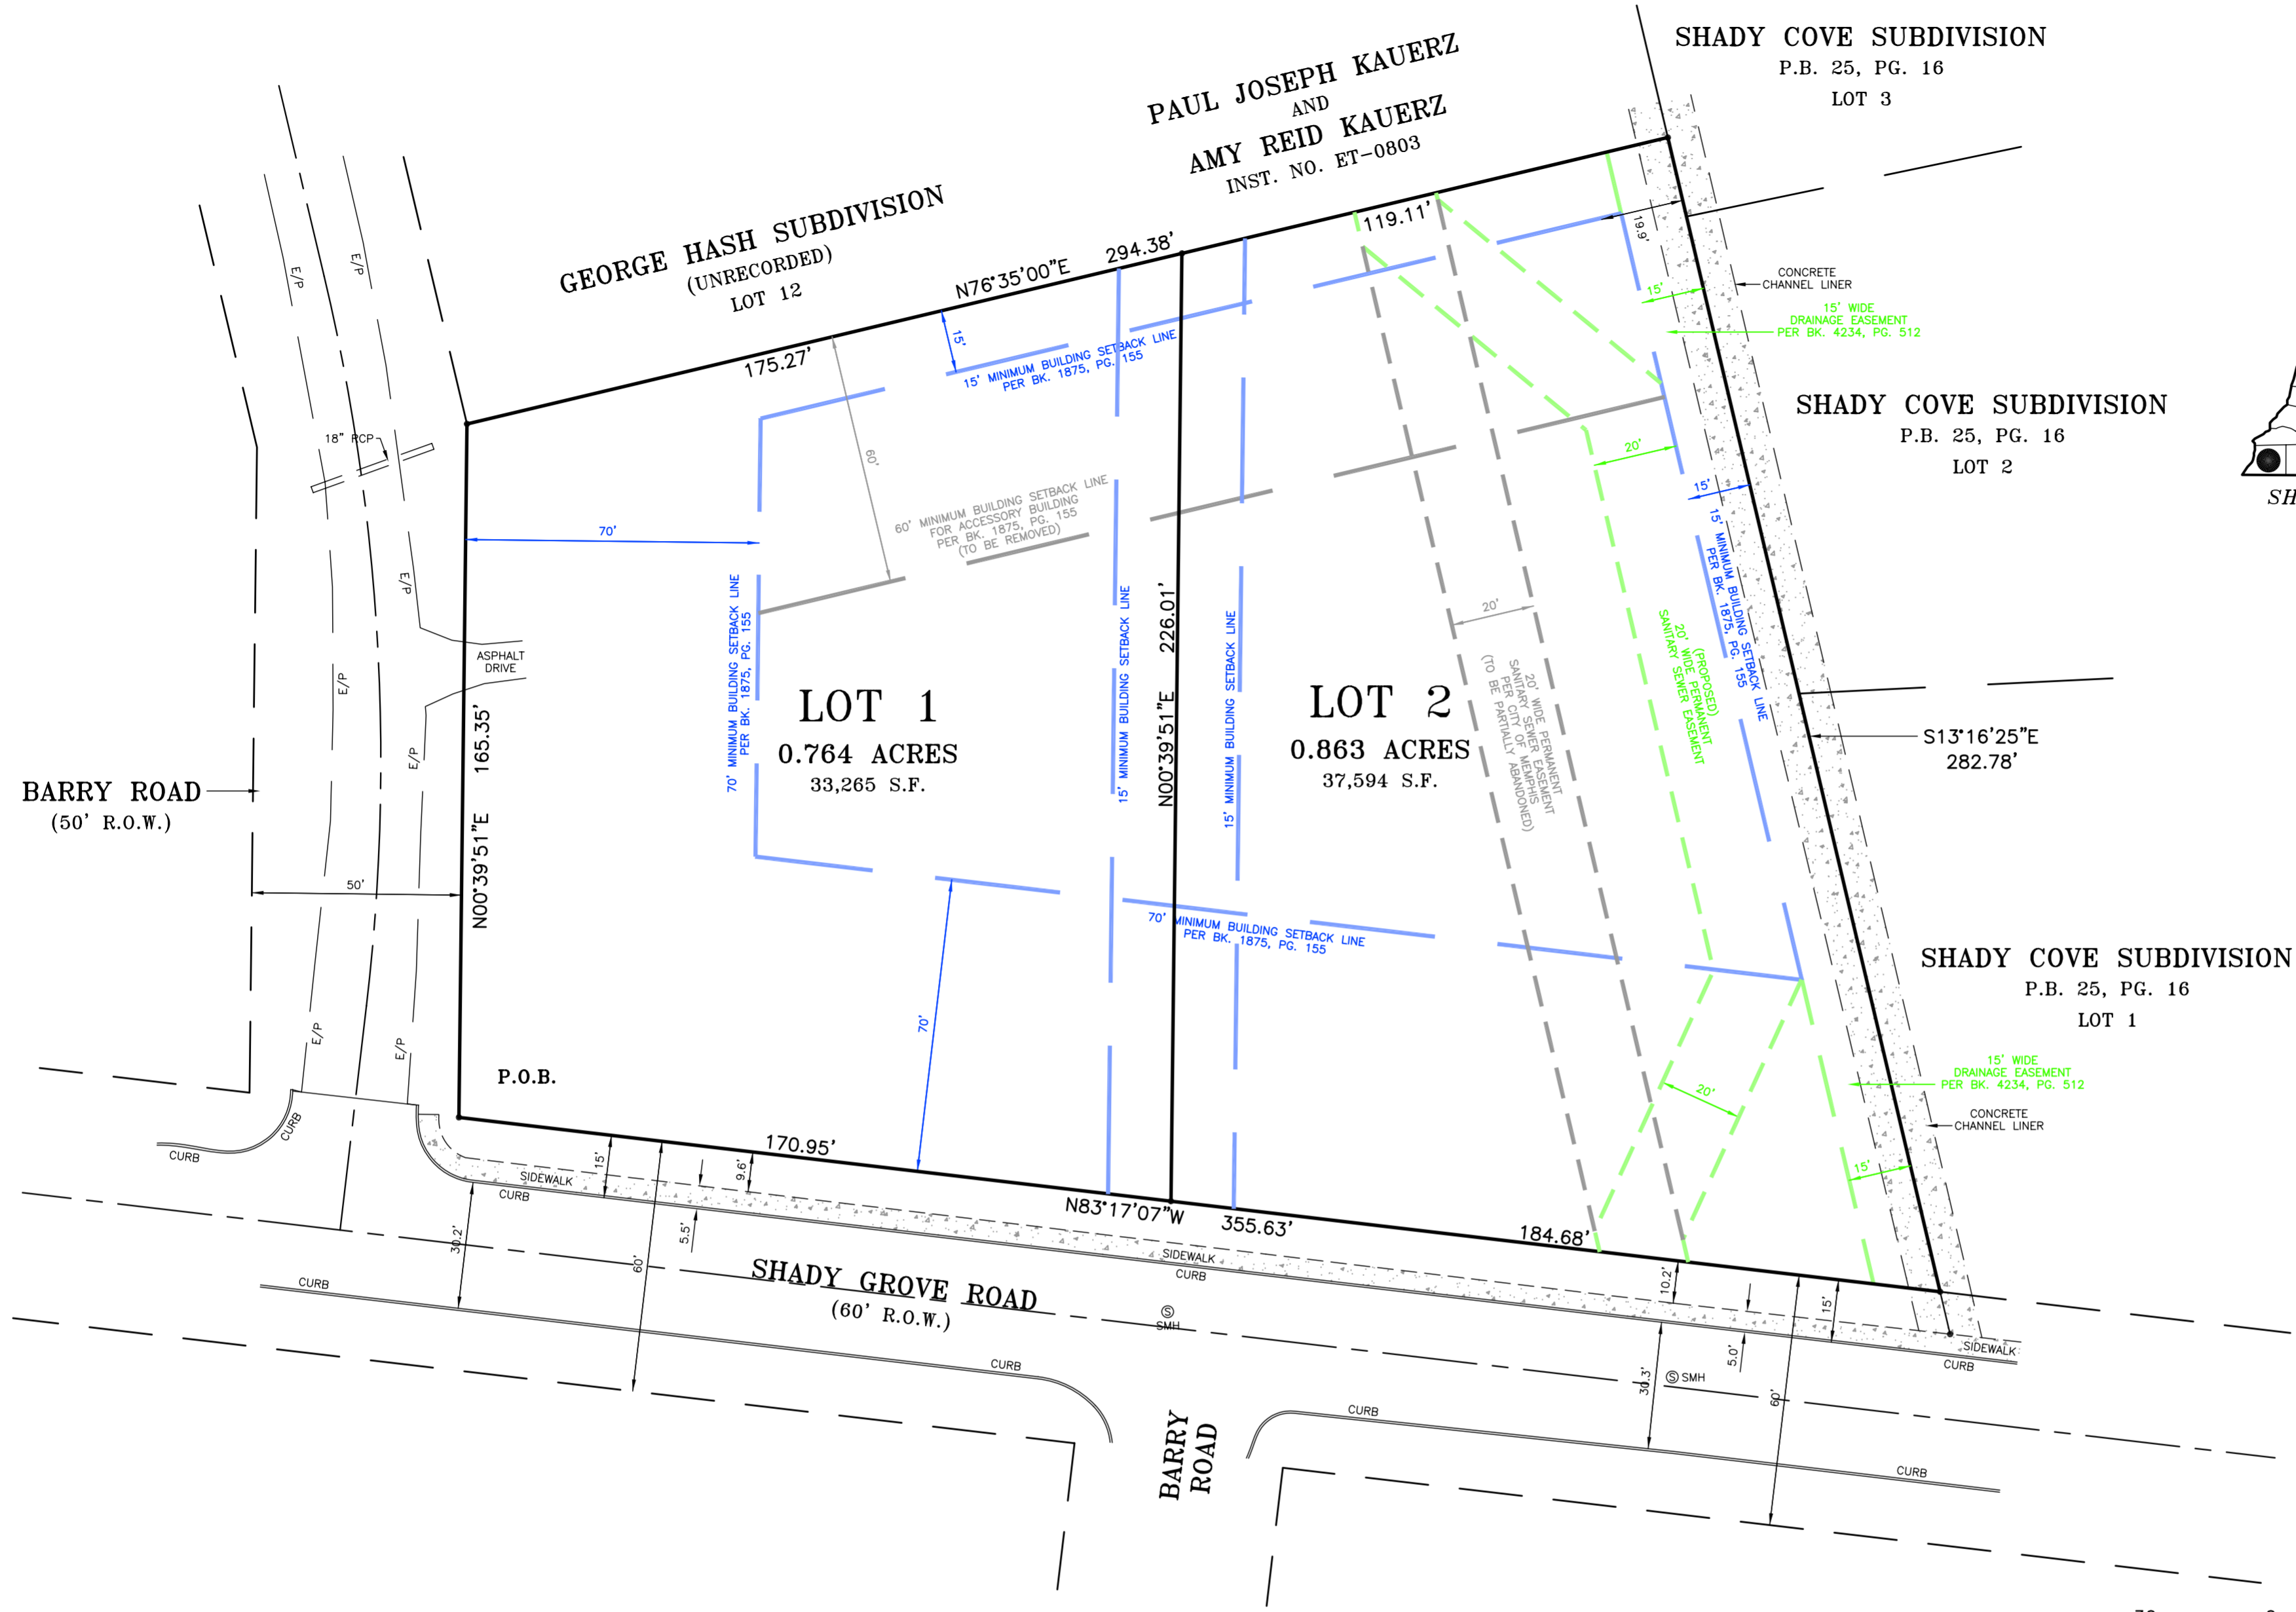 SHADY COVE SUBDIVISION
P.B. 25, PG. 16
LOT 3
PAUL JOSEPH KAUERZ
AND
AMY REID KAUERZ
INST. NO. ET-0803
GEORGE HASH SUBDIVISION
(UNRECORDED)
LOT 12
N76°35'00"E
294.38'
119.11'
175.27'
15'
15' MINIMUM BUILDING SETBACK LINE
PER BK. 1875, PG. 155
19.9'
CONCRETE
CHANNEL LINER
15'
15' WIDE
DRAINAGE EASEMENT
PER BK. 4234, PG. 512
SHADY COVE SUBDIVISION
P.B. 25, PG. 16
LOT 2
SH
E/P
E/P
18" RCP
60'
60' MINIMUM BUILDING SETBACK LINE
FOR ACCESSORY BUILDING
PER BK. 1875, PG. 155
(TO BE REMOVED)
20'
15'
15' MINIMUM BUILDING SETBACK LINE
PER BK. 1875, PG. 155
70'
E/P
ASPHALT
DRIVE
E/P
E/P
70' MINIMUM BUILDING SETBACK LINE
PER BK. 1875, PG. 155
LOT 1
0.764 ACRES
33,265 S.F.
15' MINIMUM BUILDING SETBACK LINE
N00°39'51"E 226.01'
15' MINIMUM BUILDING SETBACK LINE
LOT 2
0.863 ACRES
37,594 S.F.
20'
20' WIDE PERMANENT
SANITARY SEWER EASEMENT
PER CITY OF MEMPHIS
(TO BE PARTIALLY ABANDONED)
(PROPOSED)
20' WIDE PERMANENT
SANITARY SEWER EASEMENT
S13°16'25"E
282.78'
BARRY ROAD
(50' R.O.W.)
50'
N00°39'51"E 165.35'
70' MINIMUM BUILDING SETBACK LINE
PER BK. 1875, PG. 155
70'
SHADY COVE SUBDIVISION
P.B. 25, PG. 16
LOT 1
E/P
E/P
P.O.B.
20'
15' WIDE
DRAINAGE EASEMENT
PER BK. 4234, PG. 512
CONCRETE
CHANNEL LINER
15'
CURB
CURB
170.95'
15'
9.6'
SIDEWALK
CURB
N83°17'07"W
355.63'
184.68'
30.2'
60'
5.5'
SIDEWALK
CURB
SHADY GROVE ROAD
(60' R.O.W.)
CURB
S
SMH
10.2'
15'
5.0'
SIDEWALK
CURB
CURB
30.3'
S SMH
60'
BARRY
ROAD
CURB
CURB